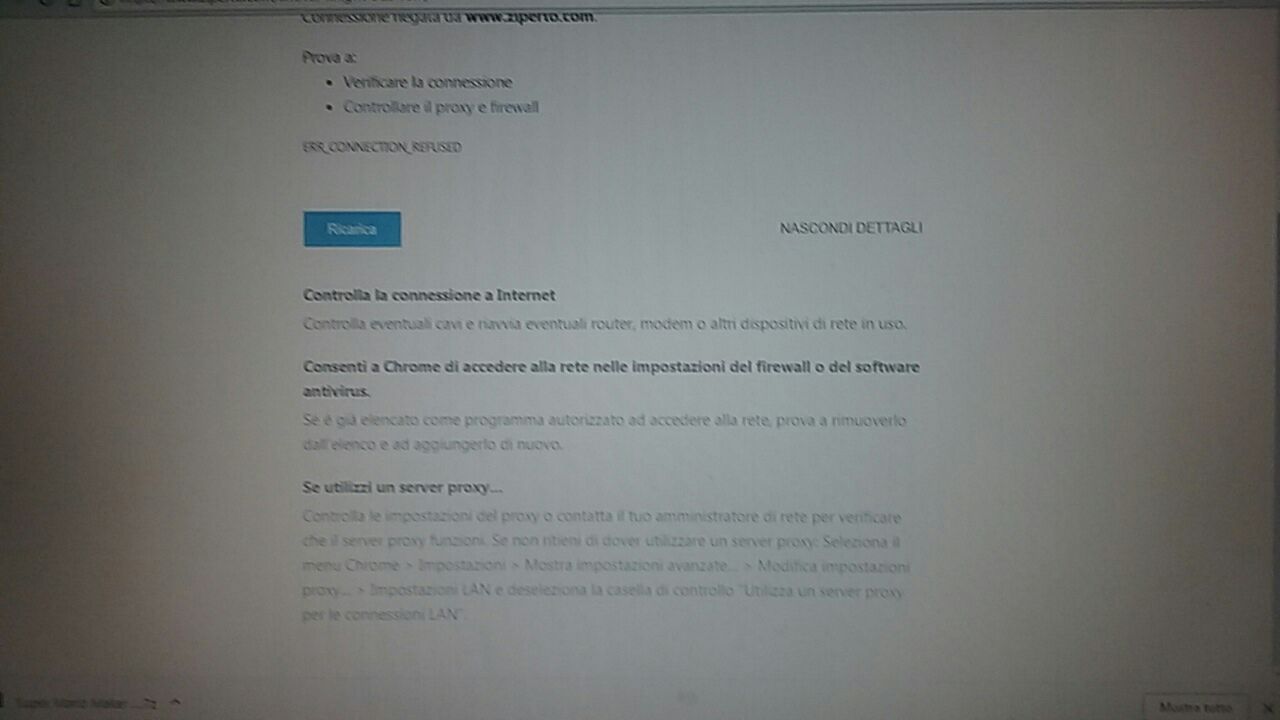 Connessione negata da www.ziperto.com.
Prova a:
• Verificare la connessione
• Controllare il proxy e firewall
ERR_CONNECTION_REFUSED
Ricarica
NASCONDI DETTAGLI
Controlla la connessione a Internet
Controlla eventuali cavi e riavvia eventuali router, modem o altri dispositivi di rete in uso.
Consenti a Chrome di accedere alla rete nelle impostazioni del firewall o del software
antivirus.
Se è già elencato come programma autorizzato ad accedere alla rete, prova a rimuoverlo
dall'elenco e ad aggiungerlo di nuovo.
Se utilizzi un server proxy...
Controlla le impostazioni del proxy o contatta il tuo amministratore di rete per verificare
che il server proxy funzioni. Se non ritieni di dover utilizzare un server proxy: Seleziona il
menu Chrome > Impostazioni > Mostra impostazioni avanzate... > Modifica impostazioni
proxy... > Impostazioni LAN e deseleziona la casella di controllo "Utilizza un server proxy
per le connessioni LAN".
Super Mario Maker ....7z
Mostra tutto